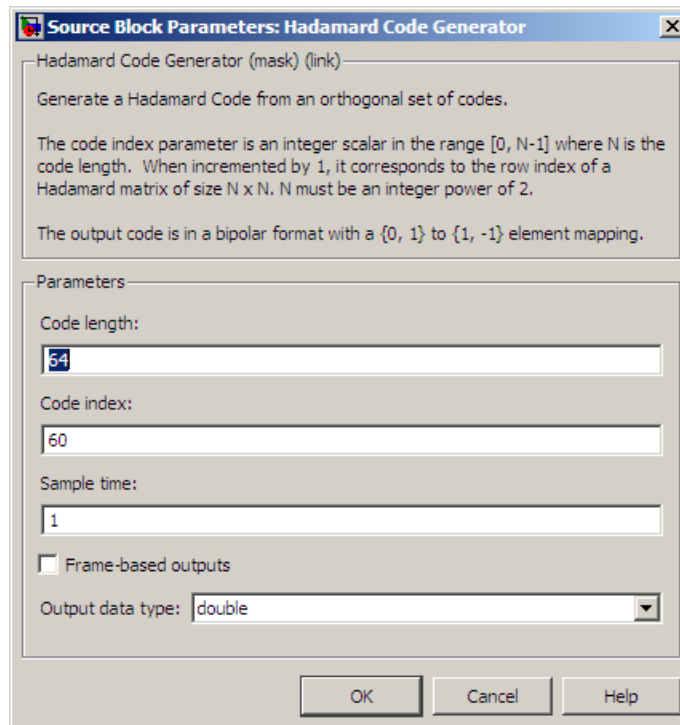 Source Block Parameters: Hadamard Code Generator
Hadamard Code Generator (mask) (link)
Generate a Hadamard Code from an orthogonal set of codes.
The code index parameter is an integer scalar in the range [0, N-1] where N is the
code length.  When incremented by 1, it corresponds to the row index of a
Hadamard matrix of size N x N. N must be an integer power of 2.
The output code is in a bipolar format with a {0, 1} to {1, -1} element mapping.
Parameters
Code length:
64
Code index:
60
Sample time:
1
Frame-based outputs
Output data type: double
OK Cancel Help